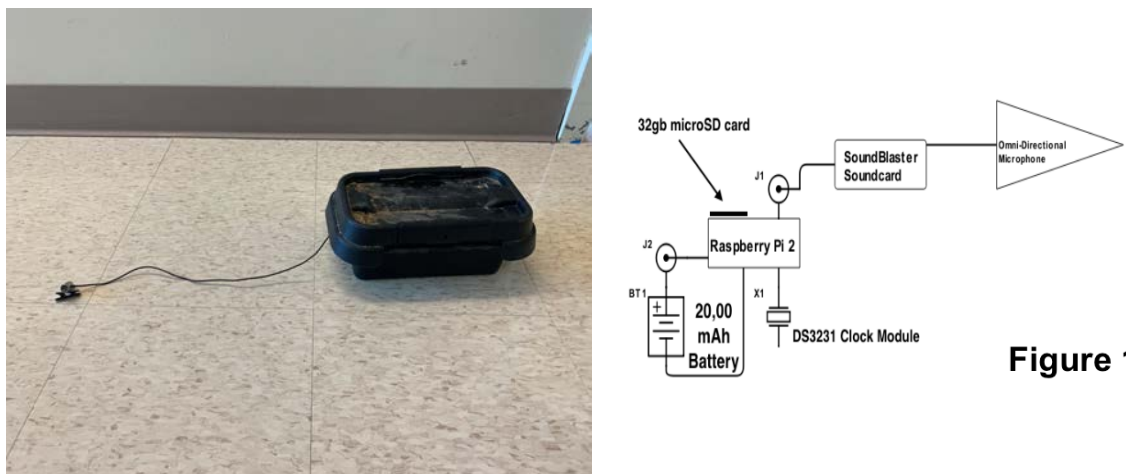 32gb microSD card
J1
SoundBlaster
Soundcard
Omni-Directional
Microphone
J2
Raspberry Pi 2
BT1
+
20,00
mAh
Battery
X1
DS3231 Clock Module
Figure